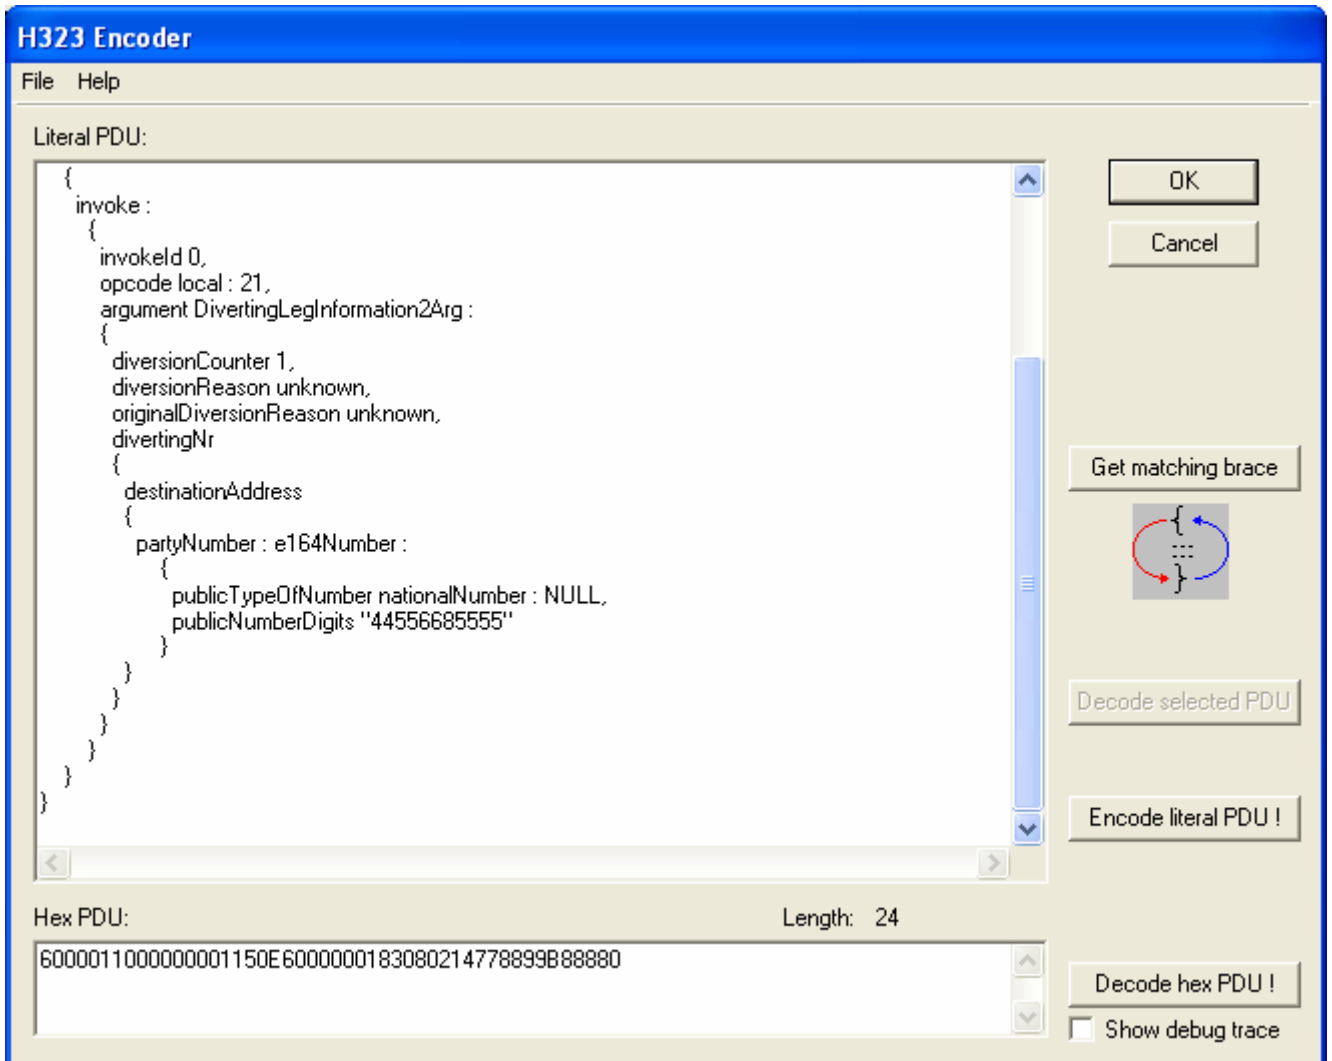 H323 Encoder
File Help
Literal PDU:
{
invoke :
{
invokeId 0,
opcode local : 21,
argument DivertingLegInformation2Arg :
{
diversionCounter 1,
diversionReason unknown,
originalDiversionReason unknown,
divertingNr
{
destinationAddress
{
partyNumber : e164Number :
{
publicTypeOfNumber nationalNumber : NULL,
publicNumberDigits "44556685555"
}
}
}
}
}
}
}
OK
Cancel
Get matching brace
{
:::
}
Decode selected PDU
Encode literal PDU !
Hex PDU:
Length: 24
6000011000000001150E60000001830802147788 99B88880
Decode hex PDU !
Show debug trace